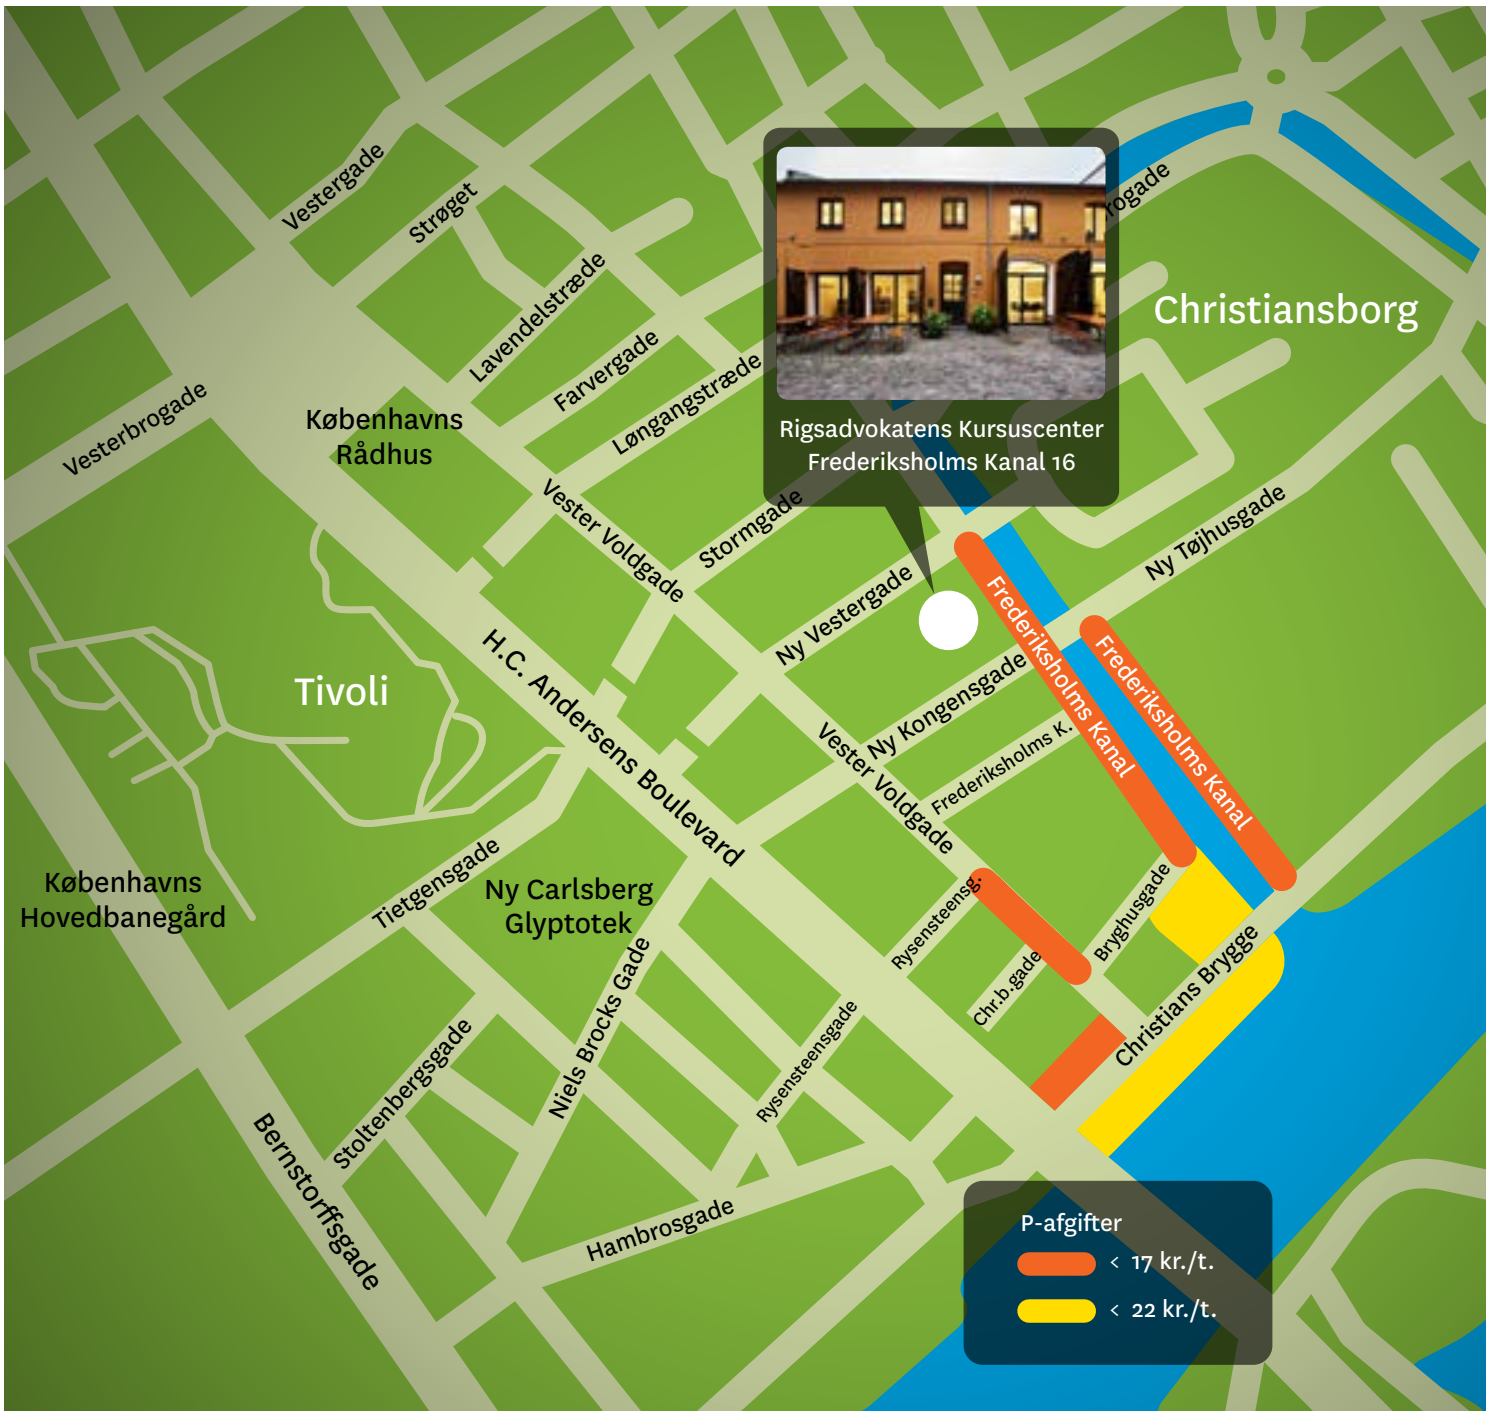 Vestergade
Strøget
Lavendelstræde
Farvergade
Løngangstræde
Vesterbrogade
Københavns
Rådhus
Vester Voldgade
Stormgade
rogade
Christiansborg
Rigsadvokatens Kursuscenter
Frederiksholms Kanal 16
Ny Tøjhusgade
Ny Vestergade
Frederiksholms Kanal
Frederiksholms Kanal
Ny Kongensgade
Frederiksholms K.
Vester Voldgade
H.C. Andersens Boulevard
Tivoli
Københavns
Hovedbanegård
Tietgensgade
Ny Carlsberg
Glyptotek
Niels Brocks Gade
Rysensteensg.
Chr.b.gade
Bryghusgade
Christians Brygge
Rysensteensgade
Stoltenbergsgade
Bernstorffsgade
Hambrosgade
P-afgifter
< 17 kr./t.
< 22 kr./t.